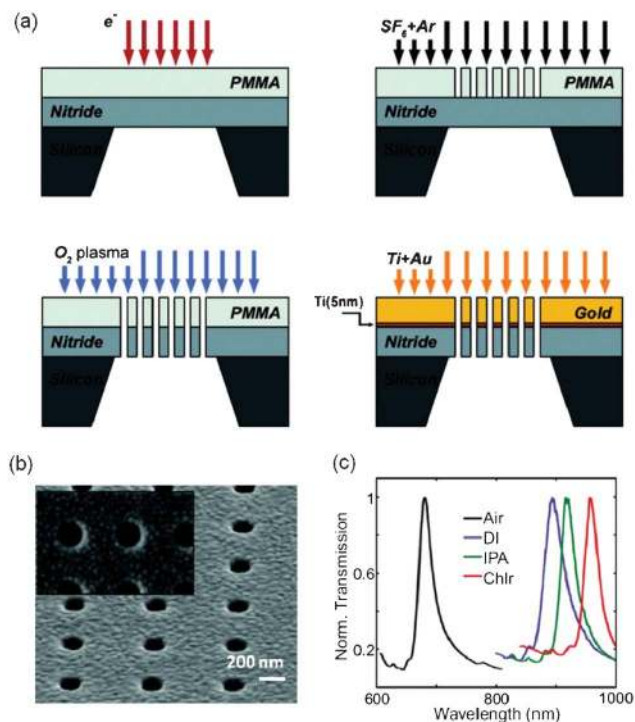 (a)
e⁻
PMMA
Nitride
Silicon
SF₆+Ar
PMMA
Nitride
Silicon
O₂ plasma
PMMA
Nitride
Silicon
Ti+Au
Ti(5nm)
Gold
Nitride
Silicon
(b)
200 nm
(c)
Norm. Transmission
1
0.6
0.2
Air
DI
IPA
Chlr
600
800
900
1000
Wavelength (nm)